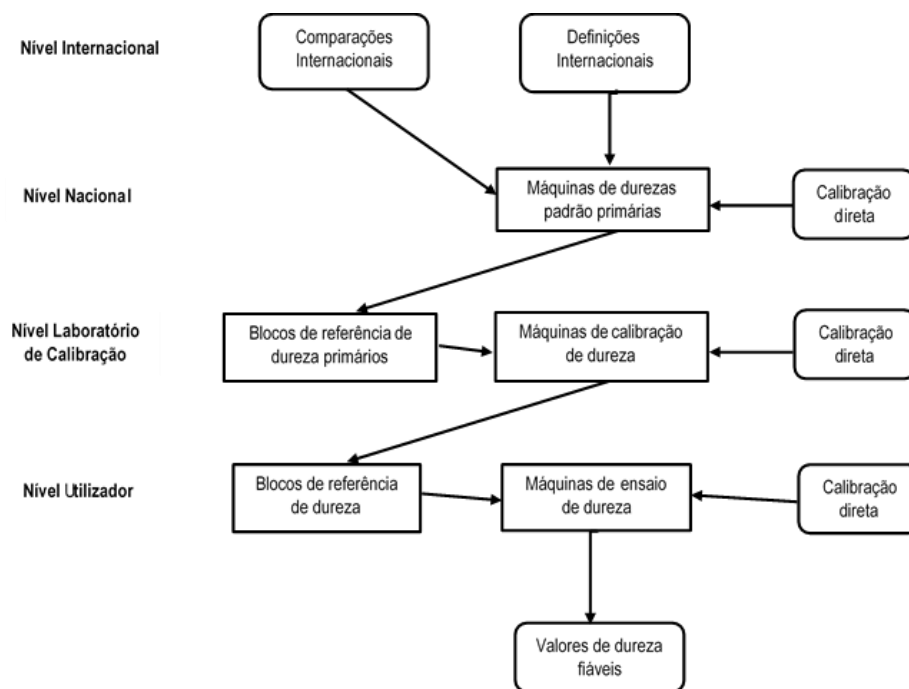 Nível Internacional
Comparações
Internacionais
Definições
Internacionais
Nível Nacional
Máquinas de durezas
padrão primárias
Calibração
direta
Nível Laboratório
de Calibração
Blocos de referência de
dureza primários
Máquinas de calibração
de dureza
Calibração
direta
Nível Utilizador
Blocos de referência
de dureza
Máquinas de ensaio
de dureza
Calibração
direta
Valores de dureza
fiáveis